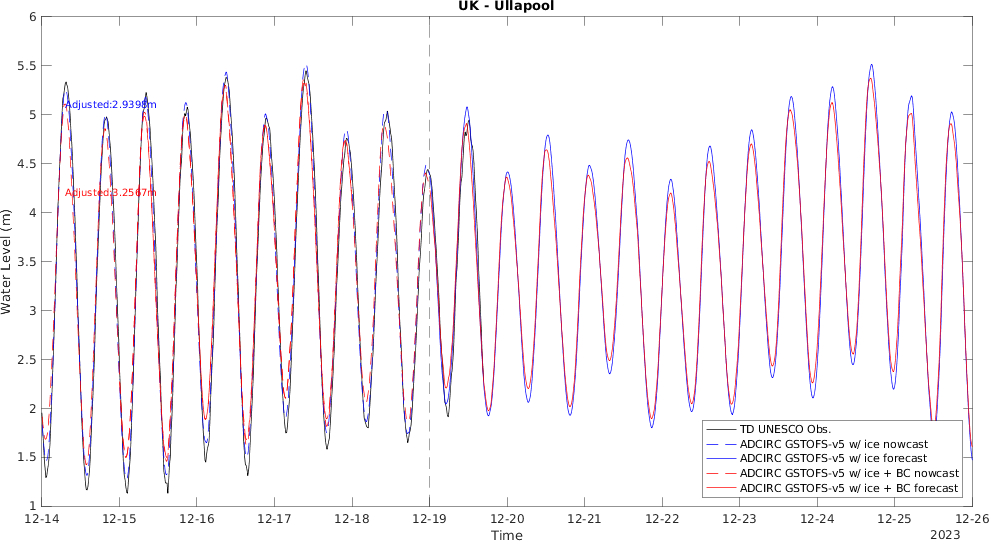 UK - Ullapool
6
5.5
5
4.5
4
3.5
3
2.5
2
1.5
1
Water Level (m)
Adjusted:2.9398m
Adjusted:3.2567m
TD UNESCO Obs.
ADCIRC GSTOFS-v5 w/ ice nowcast
ADCIRC GSTOFS-v5 w/ ice forecast
ADCIRC GSTOFS-v5 w/ ice + BC nowcast
ADCIRC GSTOFS-v5 w/ ice + BC forecast
12-14 12-15 12-16 12-17 12-18 12-19 12-20 12-21 12-22 12-23 12-24 12-25 12-26
Time
2023